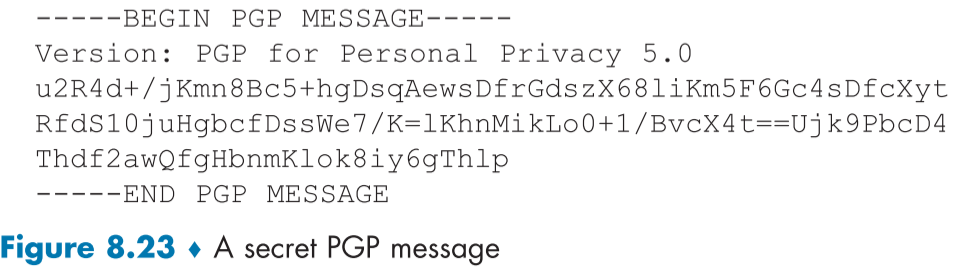 -----BEGIN PGP MESSAGE-----
Version: PGP for Personal Privacy 5.0
u2R4d+/jKmn8Bc5+hgDsqAewsDfrGdszX68liKm5F6Gc4sDfcXyt
RfdS10juHgbcfDssWe7/K=lKhnMikLo0+1/BvcX4t==Ujk9PbcD4
Thdf2awQfgHbnmKlok8iy6gThlp
-----END PGP MESSAGE
Figure 8.23 ♦ A secret PGP message